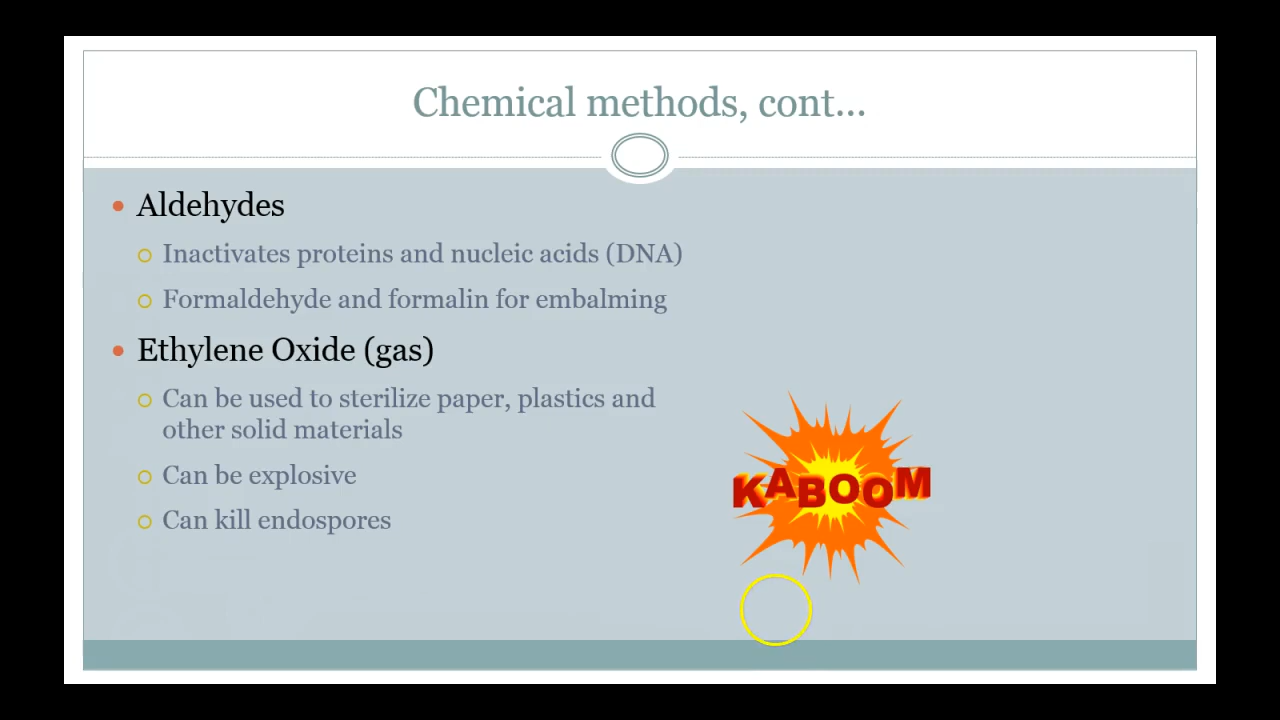 Chemical methods, cont...
Aldehydes
Inactivates proteins and nucleic acids (DNA)
Formaldehyde and formalin for embalming
Ethylene Oxide (gas)
Can be used to sterilize paper, plastics and
other solid materials
Can be explosive
Can kill endospores
KABOOM